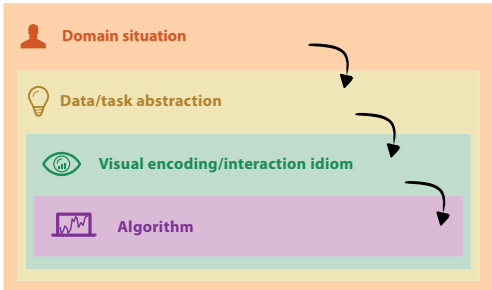 Domain situation
Data/task abstraction
Visual encoding/interaction idiom
Algorithm